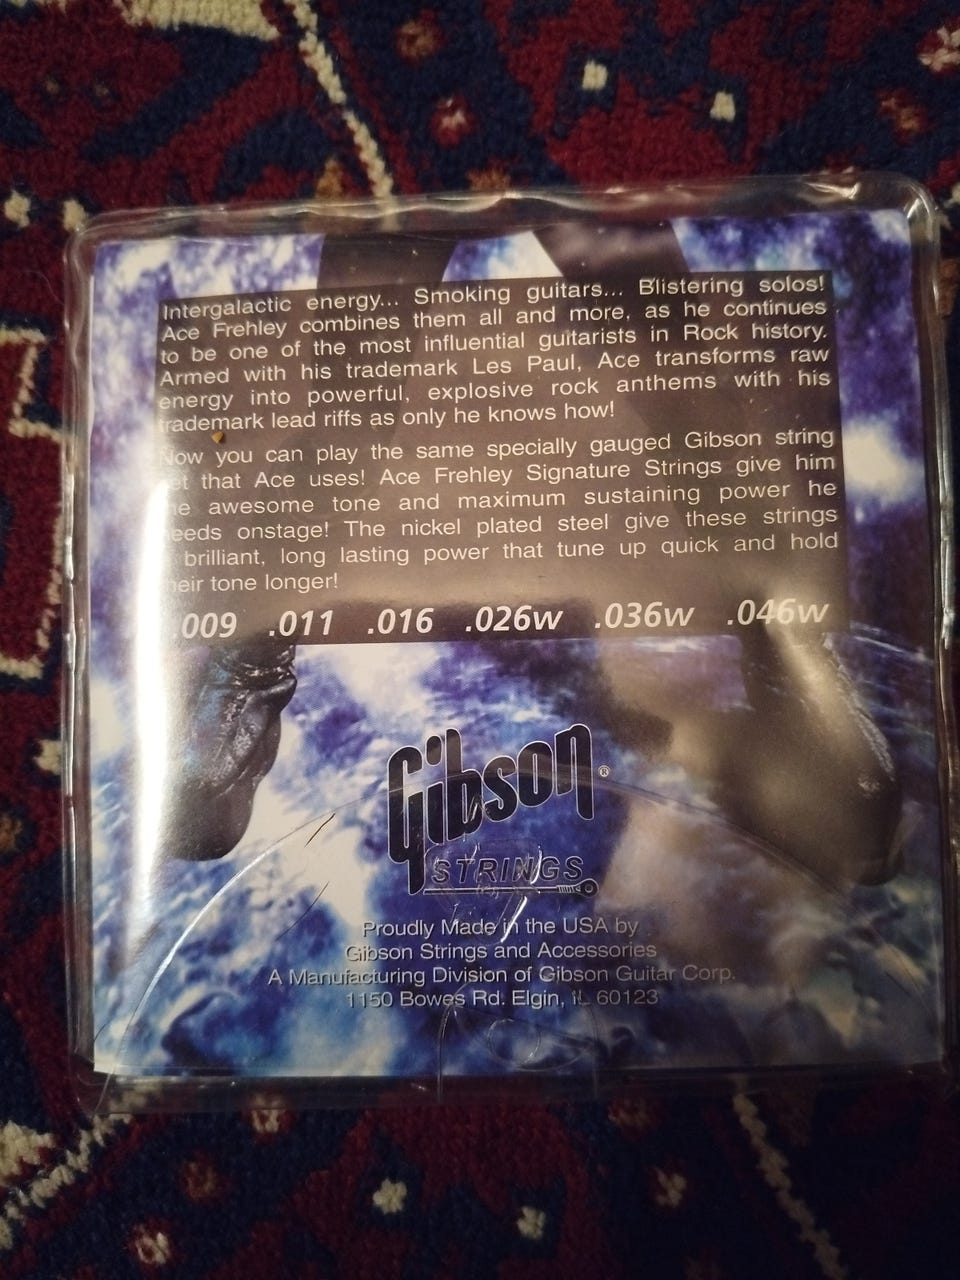 Intergalactic energy... Smoking guitars... Blistering solos!
Ace Frehley combines them all and more, as he continues
to be one of the most influential guitarists in Rock history.
Armed with his trademark Les Paul, Ace transforms raw
energy into powerful, explosive rock anthems with his
trademark lead riffs as only he knows how!
Now you can play the same specially gauged Gibson string
set that Ace uses! Ace Frehley Signature Strings give him
the awesome tone and maximum sustaining power he
needs onstage! The nickel plated steel give these strings
brilliant, long lasting power that tune up quick and hold
their tone longer!
.009 .011 .016 .026w .036w .046w
Gibson®
STRINGS
Proudly Made in the USA by
Gibson Strings and Accessories
A Manufacturing Division of Gibson Guitar Corp.
1150 Bowes Rd. Elgin, IL 60123